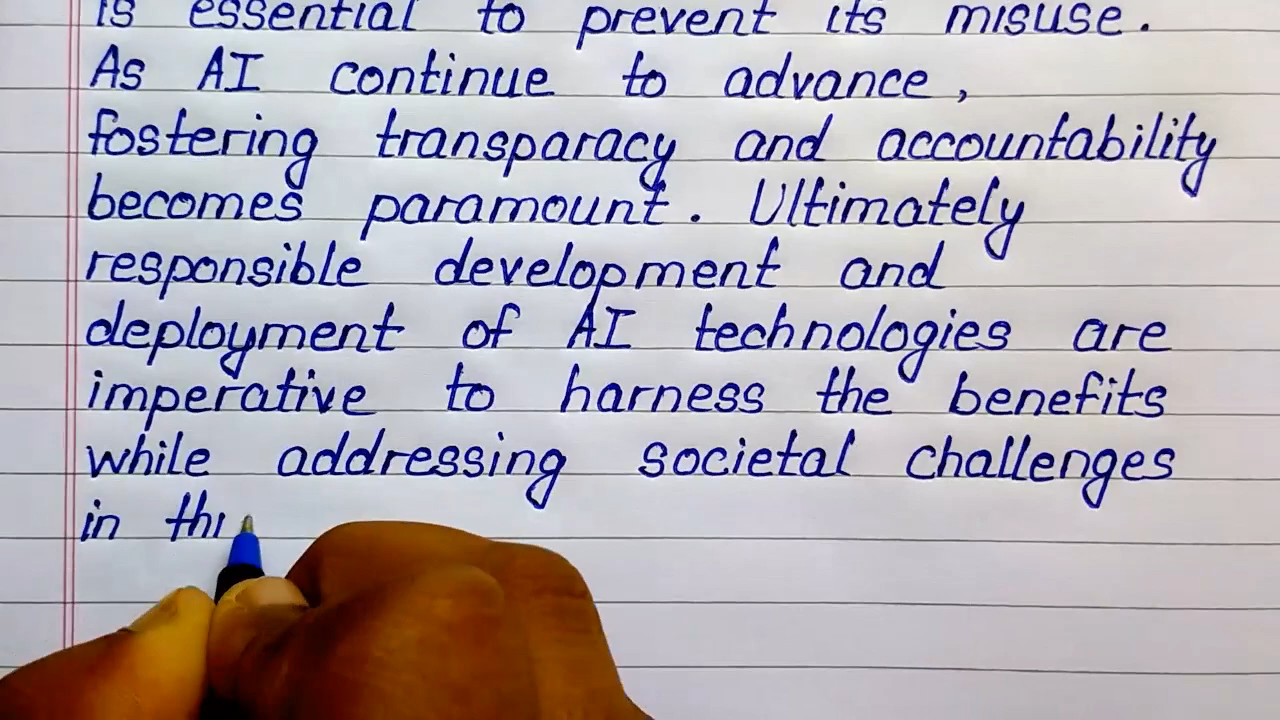 is essential to prevent its misuse.
As AI continue to advance,
fostering transparacy and accountability
becomes paramount. Ultimately
responsible development and
deployment of AI technologies are
imperative to harness the benefits
while addressing societal challenges
in thi